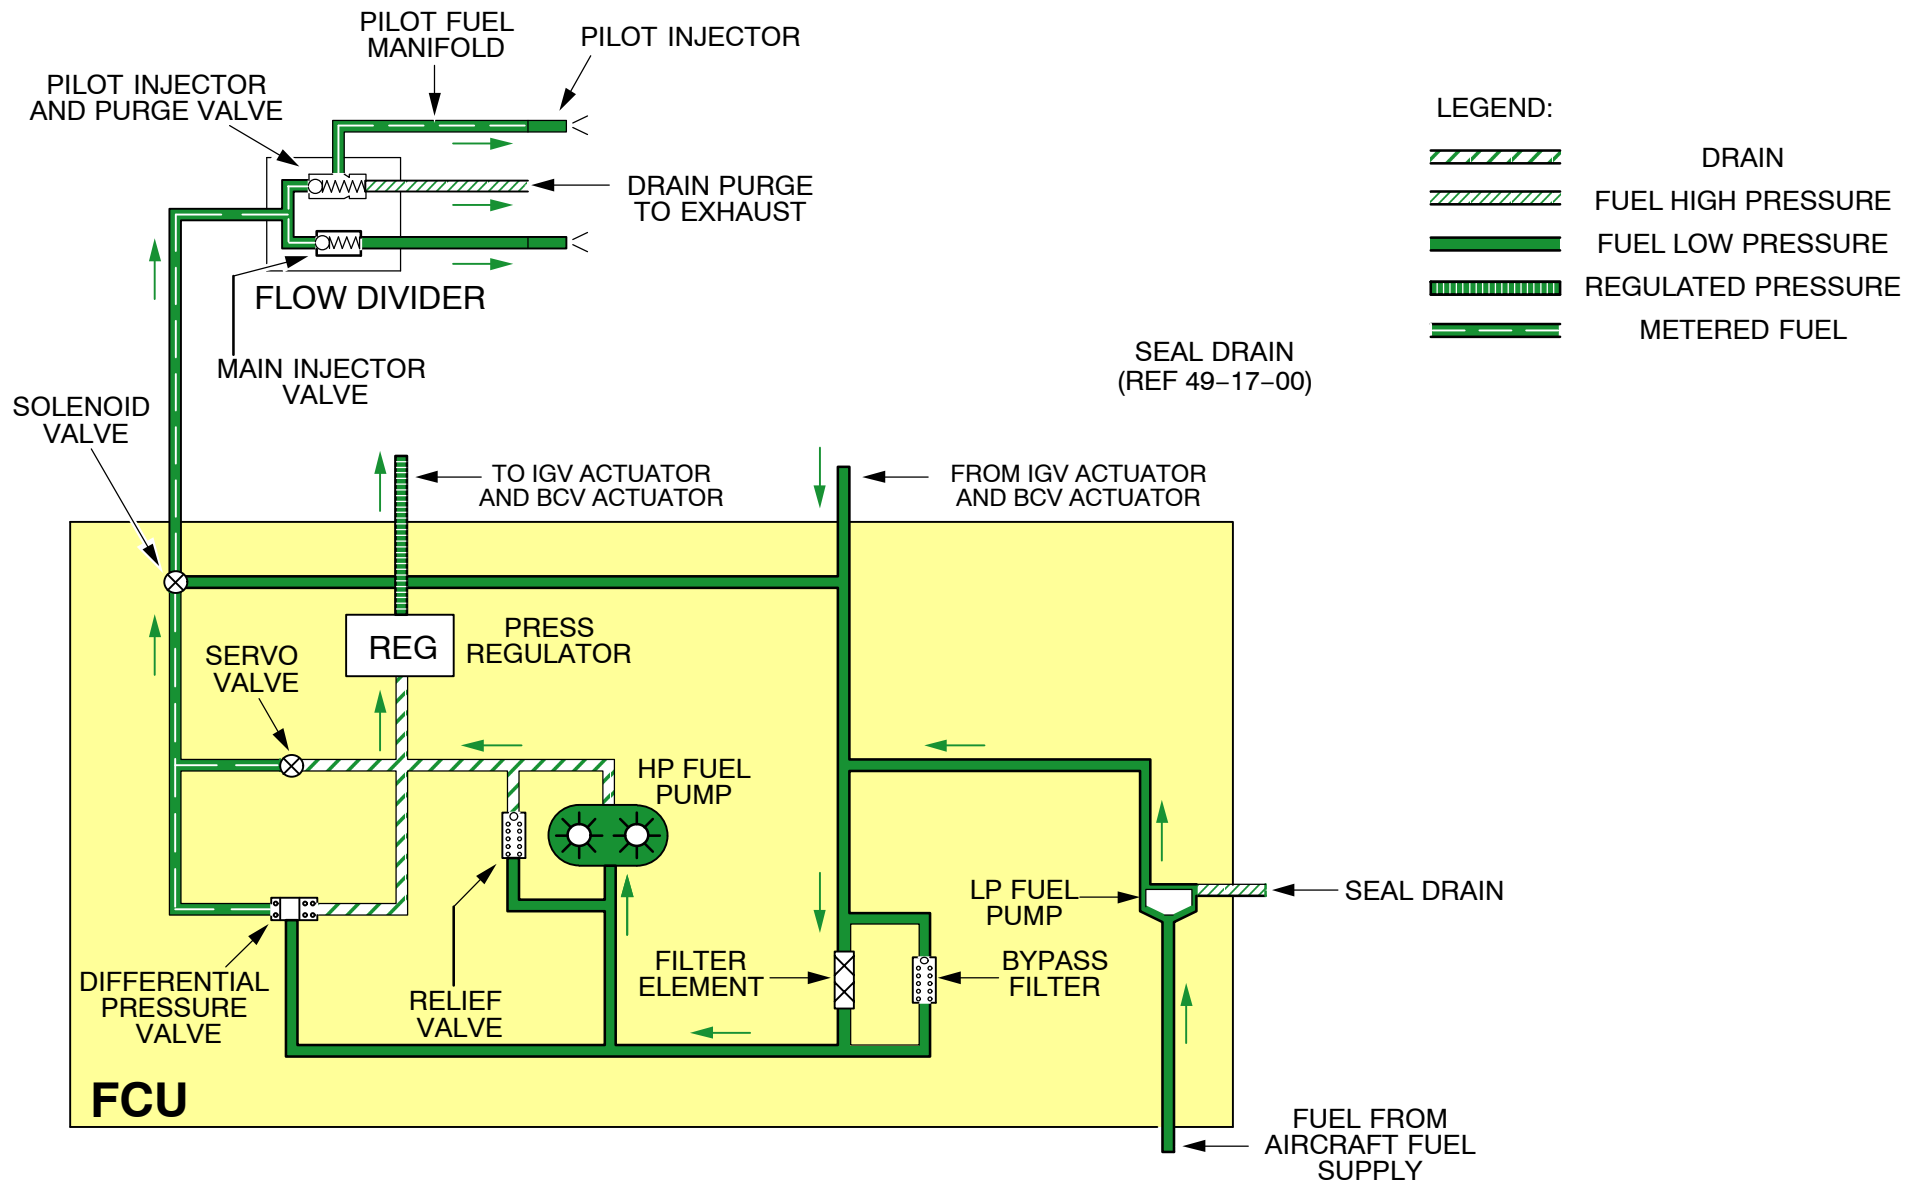 PILOT FUEL
MANIFOLD
PILOT INJECTOR
PILOT INJECTOR
AND PURGE VALVE
DRAIN PURGE
TO EXHAUST
FLOW DIVIDER
MAIN INJECTOR
VALVE
LEGEND:
DRAIN
FUEL HIGH PRESSURE
FUEL LOW PRESSURE
REGULATED PRESSURE
METERED FUEL
SEAL DRAIN
(REF 49–17–00)
SOLENOID
VALVE
TO IGV ACTUATOR
AND BCV ACTUATOR
FROM IGV ACTUATOR
AND BCV ACTUATOR
REG
PRESS
REGULATOR
SERVO
VALVE
HP FUEL
PUMP
LP FUEL
PUMP
SEAL DRAIN
FILTER
ELEMENT
BYPASS
FILTER
DIFFERENTIAL
PRESSURE
VALVE
RELIEF
VALVE
FCU
FUEL FROM
AIRCRAFT FUEL
SUPPLY